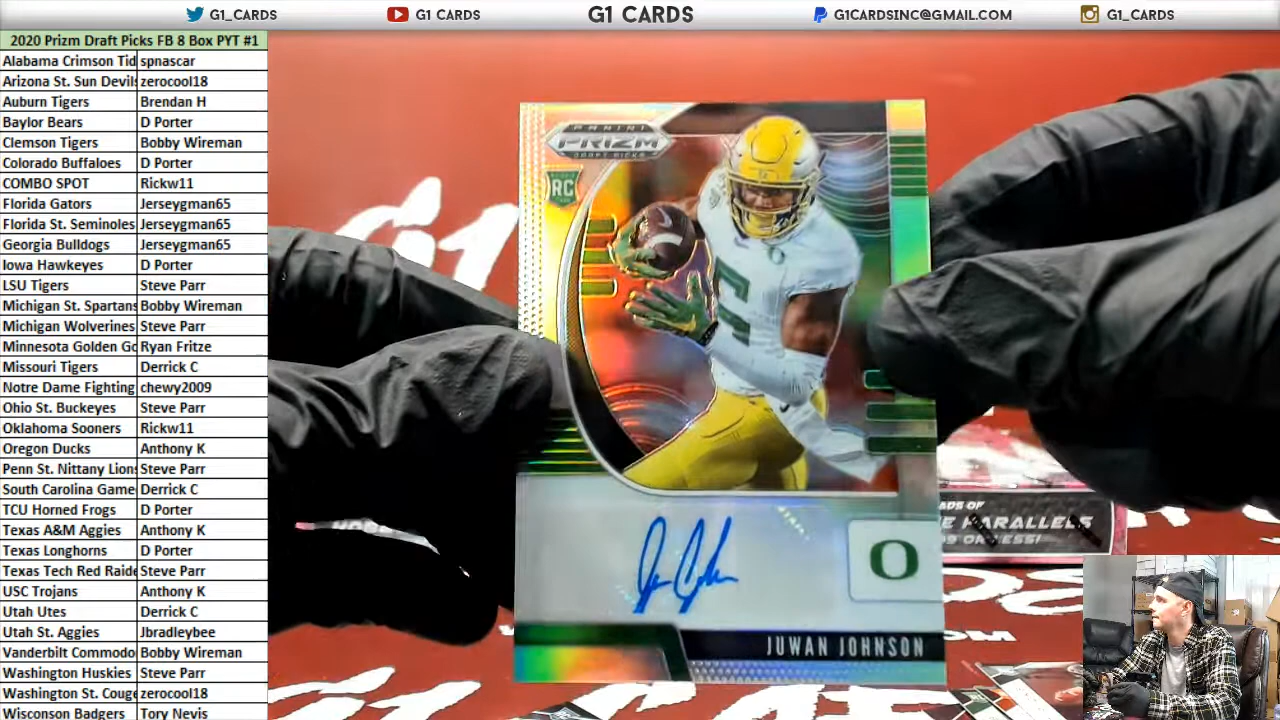 G1_CARDS G1 CARDS G1 CARDS G1CARDSINC@GMAIL.COM G1_CARDS
2020 Prizm Draft Picks FB 8 Box PYT #1
Alabama Crimson Tid spnascar
Arizona St. Sun Devils zerocool18
Auburn Tigers Brendan H
Baylor Bears D Porter
Clemson Tigers Bobby Wireman
Colorado Buffaloes D Porter
COMBO SPOT Rickw11
Florida Gators Jerseygman65
Florida St. Seminoles Jerseygman65
Georgia Bulldogs Jerseygman65
Iowa Hawkeyes D Porter
LSU Tigers Steve Parr
Michigan St. Spartans Bobby Wireman
Michigan Wolverines Steve Parr
Minnesota Golden Go Ryan Fritze
Missouri Tigers Derrick C
Notre Dame Fighting chewy2009
Ohio St. Buckeyes Steve Parr
Oklahoma Sooners Rickw11
Oregon Ducks Anthony K
Penn St. Nittany Lions Steve Parr
South Carolina Game Derrick C
TCU Horned Frogs D Porter
Texas A&M Aggies Anthony K
Texas Longhorns D Porter
Texas Tech Red Raide Steve Parr
USC Trojans Anthony K
Utah Utes Derrick C
Utah St. Aggies Jbradleybee
Vanderbilt Commodo Bobby Wireman
Washington Huskies Steve Parr
Washington St. Couge zerocool18
Wisconson Badgers Tory Nevis
PANINI
PRIZM
DRAFT PICKS
RC
O
JUWAN JOHNSON
G1
PARALLELS
OR LESS!